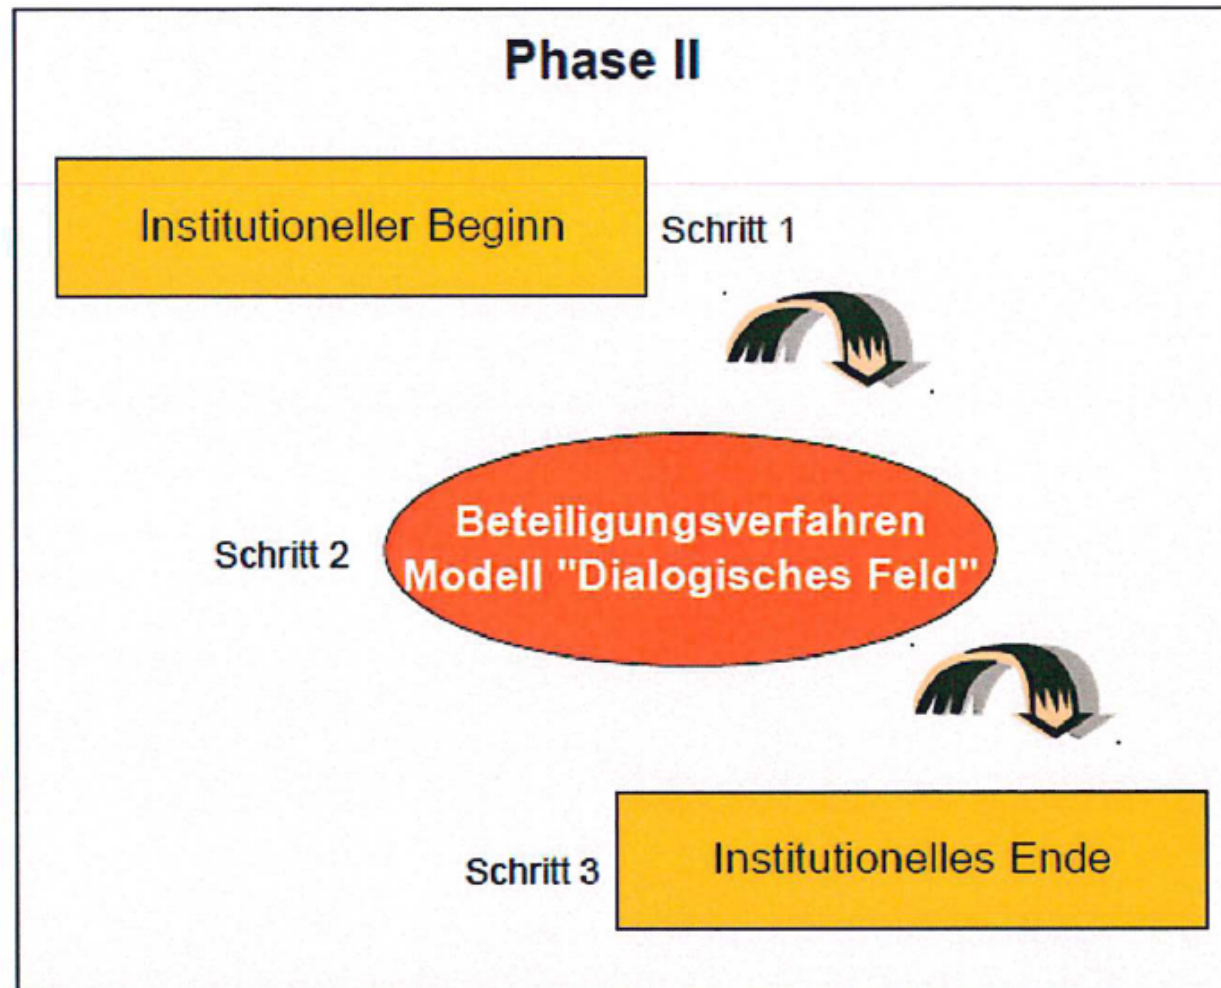 Phase II
Institutioneller Beginn
Schritt 1
Schritt 2
Beteiligungsverfahren
Modell "Dialogisches Feld"
Schritt 3
Institutionelles Ende